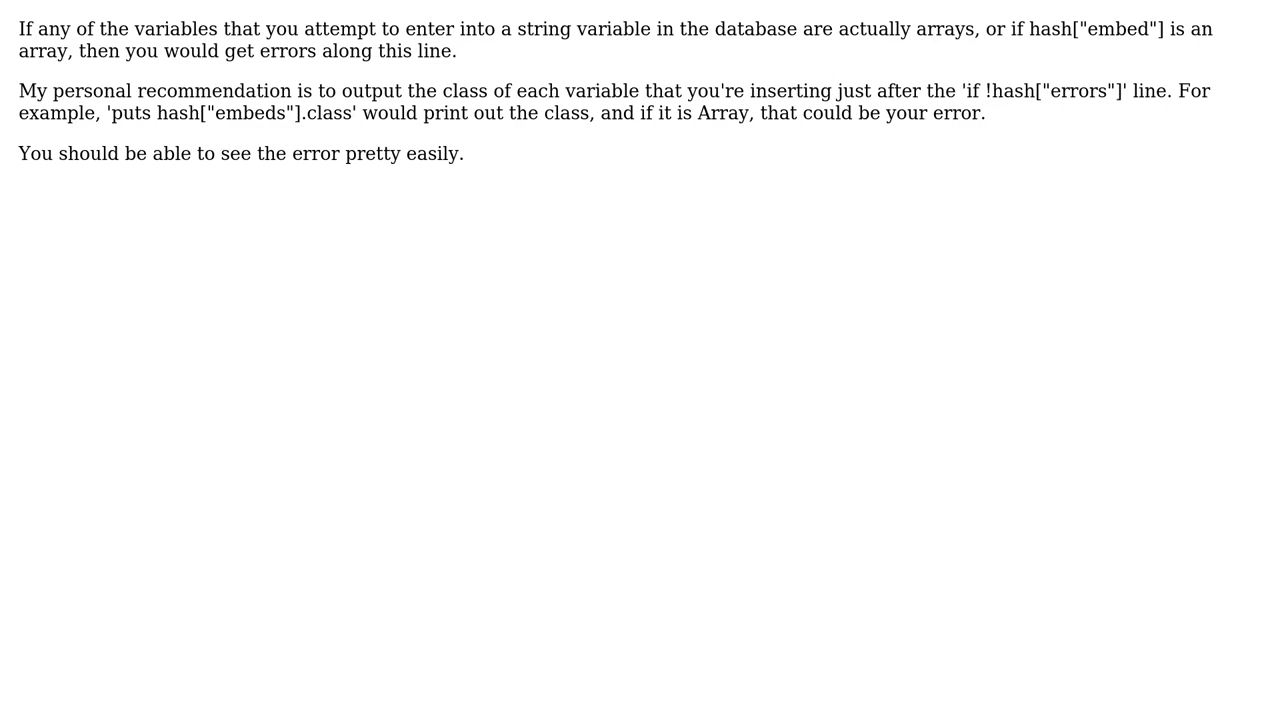 If any of the variables that you attempt to enter into a string variable in the database are actually arrays, or if hash["embed"] is an
array, then you would get errors along this line.
My personal recommendation is to output the class of each variable that you're inserting just after the 'if !hash["errors"]' line. For
example, 'puts hash["embeds"].class' would print out the class, and if it is Array, that could be your error.
You should be able to see the error pretty easily.